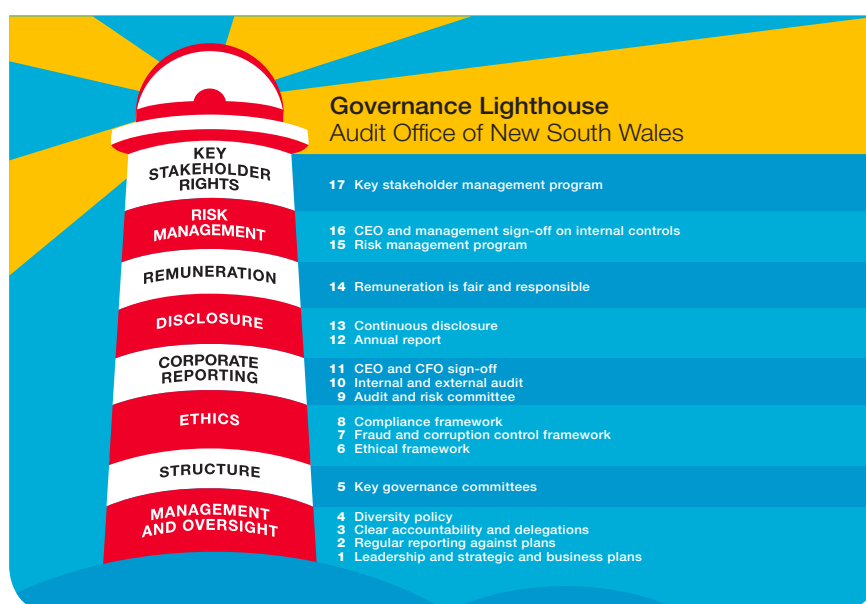 Governance Lighthouse
Audit Office of New South Wales
KEY
STAKEHOLDER
RIGHTS
17 Key stakeholder management program
RISK
MANAGEMENT
16 CEO and management sign-off on internal controls
15 Risk management program
REMUNERATION
14 Remuneration is fair and responsible
DISCLOSURE
13 Continuous disclosure
12 Annual report
CORPORATE
REPORTING
11 CEO and CFO sign-off
10 Internal and external audit
9 Audit and risk committee
ETHICS
8 Compliance framework
7 Fraud and corruption control framework
6 Ethical framework
STRUCTURE
5 Key governance committees
MANAGEMENT
AND OVERSIGHT
4 Diversity policy
3 Clear accountability and delegations
2 Regular reporting against plans
1 Leadership and strategic and business plans